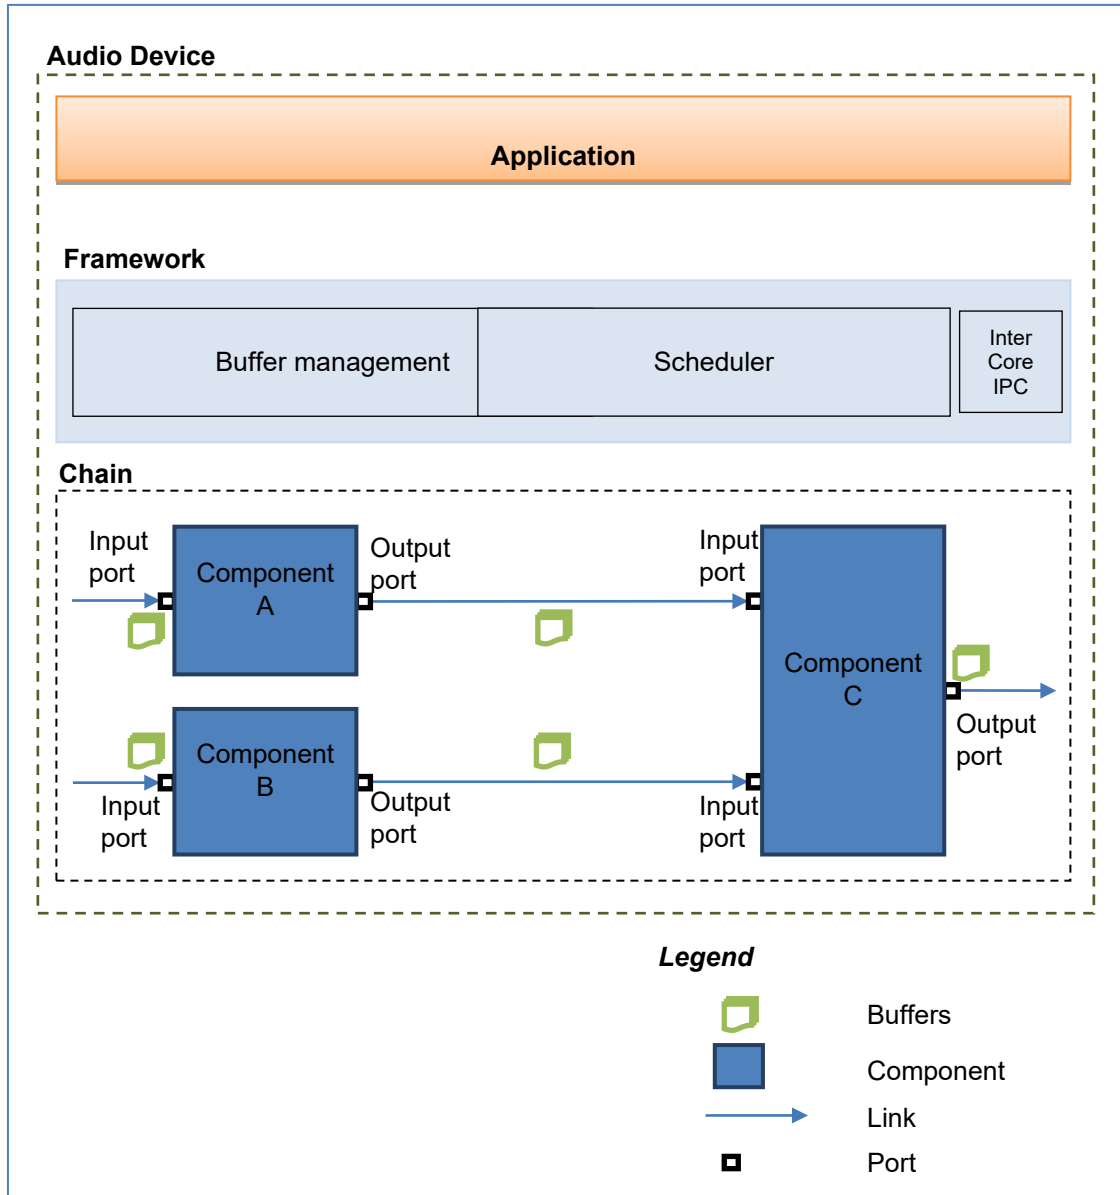 Audio Device
Application
Framework
Buffer management
Scheduler
Inter
Core
IPC
Chain
Input
port
Component
A
Output
port
Input
port
Component
B
Input
port
Output
port
Input
port
Component
C
Output
port
Legend
Buffers
Component
Link
Port